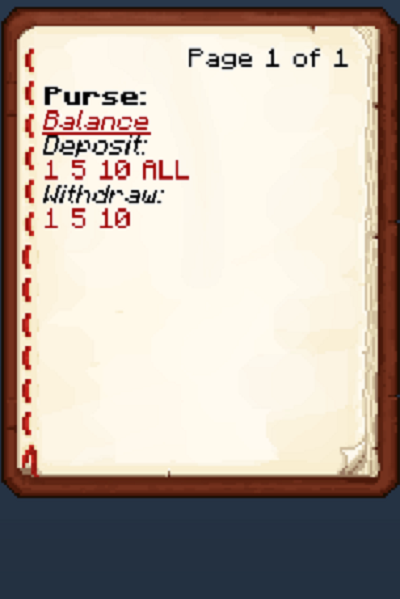 Page 1 of 1
Purse:
Balance
Deposit:
1 5 10 ALL
Withdraw:
1 5 10